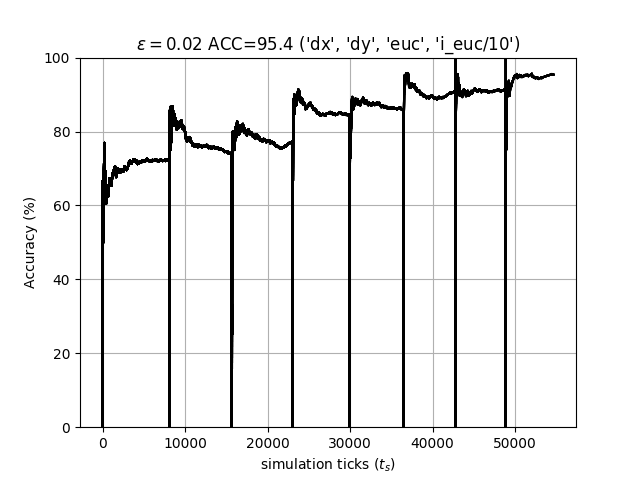 ε = 0.02 ACC=95.4 ('dx', 'dy', 'euc', 'i_euc/10')
100
80
60
40
20
0
Accuracy (%)
0 10000 20000 30000 40000 50000
simulation ticks (tₛ)